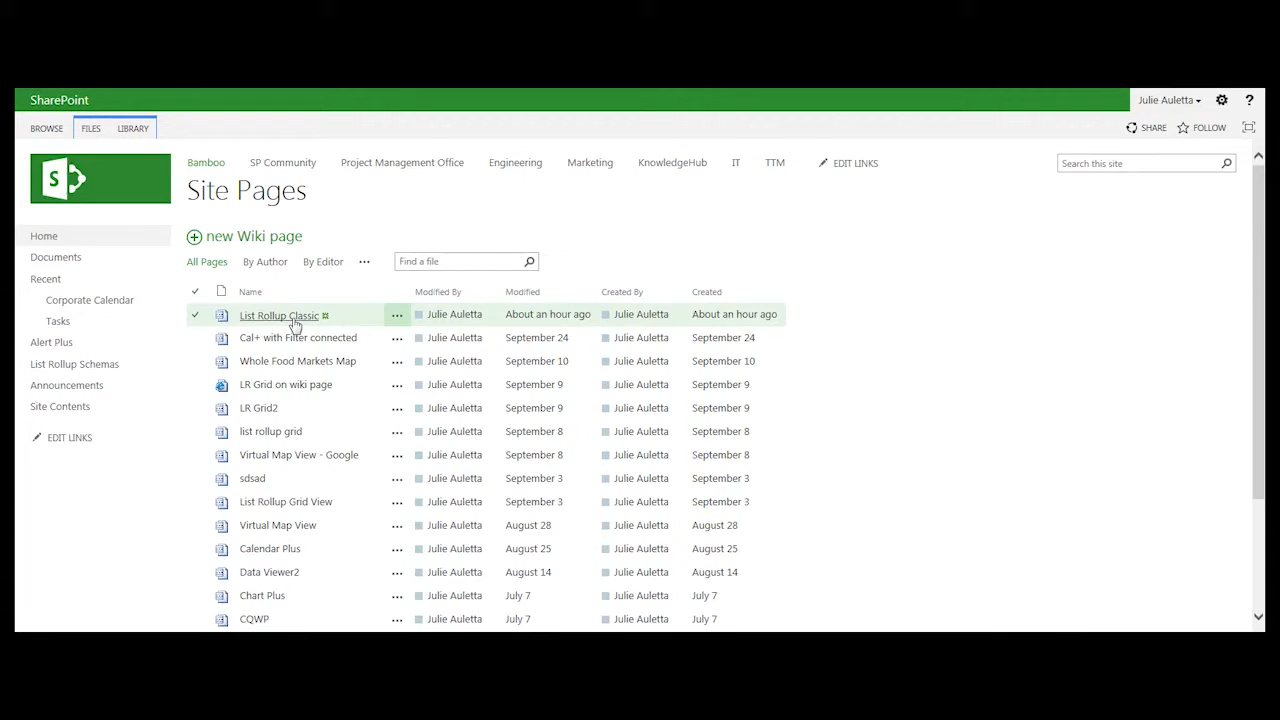 SharePoint
Julie Auletta
?
BROWSE FILES LIBRARY
SHARE FOLLOW
S
Bamboo SP Community Project Management Office Engineering Marketing KnowledgeHub IT TTM EDIT LINKS
Search this site
Site Pages
Home
Documents
Recent
Corporate Calendar
Tasks
Alert Plus
List Rollup Schemas
Announcements
Site Contents
EDIT LINKS
new Wiki page
All Pages By Author By Editor ... Find a file
Name Modified By Modified Created By Created
List Rollup Classic ... Julie Auletta About an hour ago Julie Auletta About an hour ago
Cal+ with Filter connected ... Julie Auletta September 24 Julie Auletta September 24
Whole Food Markets Map ... Julie Auletta September 10 Julie Auletta September 10
LR Grid on wiki page ... Julie Auletta September 9 Julie Auletta September 9
LR Grid2 ... Julie Auletta September 9 Julie Auletta September 9
list rollup grid ... Julie Auletta September 8 Julie Auletta September 8
Virtual Map View - Google ... Julie Auletta September 8 Julie Auletta September 8
sdsad ... Julie Auletta September 3 Julie Auletta September 3
List Rollup Grid View ... Julie Auletta September 3 Julie Auletta September 3
Virtual Map View ... Julie Auletta August 28 Julie Auletta August 28
Calendar Plus ... Julie Auletta August 25 Julie Auletta August 25
Data Viewer2 ... Julie Auletta August 14 Julie Auletta August 14
Chart Plus ... Julie Auletta July 7 Julie Auletta July 7
CQWP ... Julie Auletta July 7 Julie Auletta July 7